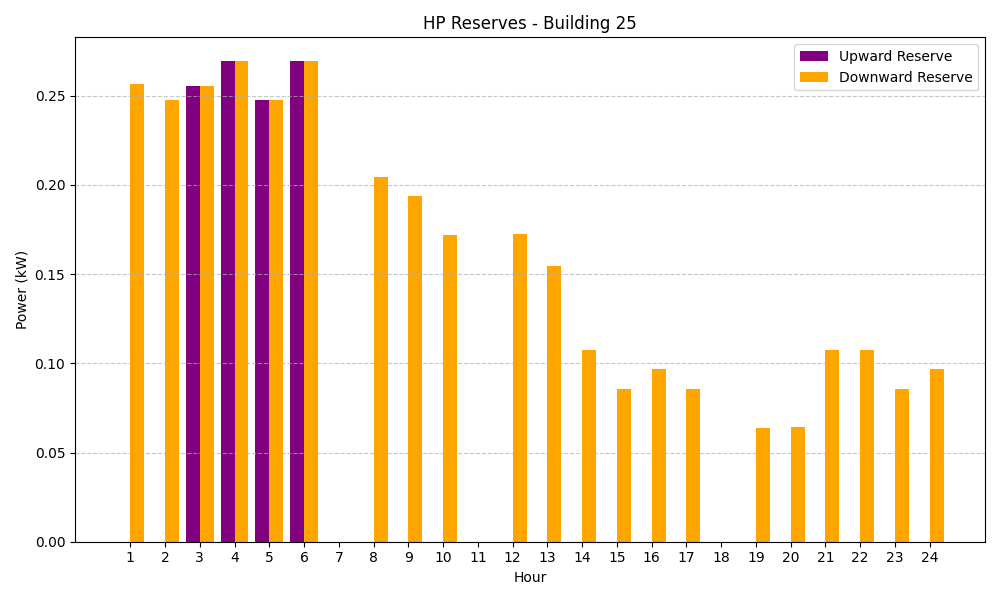 HP Reserves - Building 25
Upward Reserve
Downward Reserve
Power (kW)
0.25
0.20
0.15
0.10
0.05
0.00
1 2 3 4 5 6 7 8 9 10 11 12 13 14 15 16 17 18 19 20 21 22 23 24
Hour